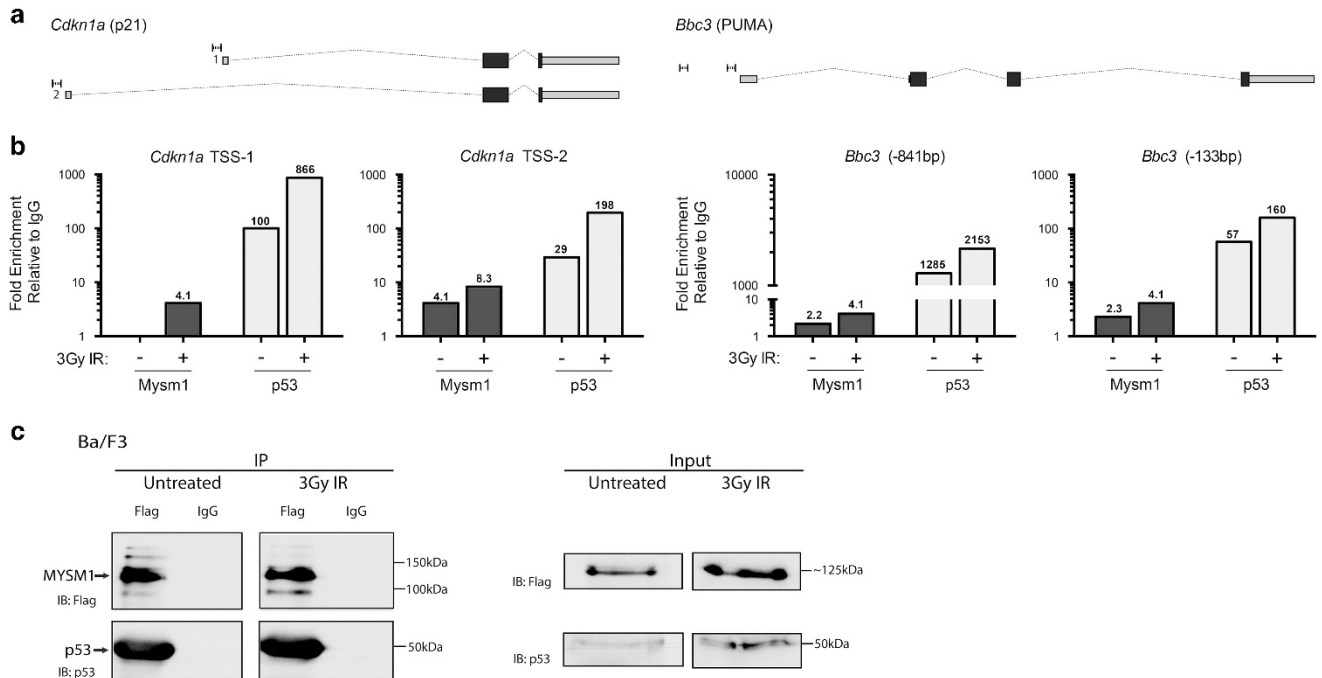 a
Cdkn1a (p21)
Bbc3 (PUMA)
1
2
b
Cdkn1a TSS-1
Cdkn1a TSS-2
Bbc3 (-841bp)
Bbc3 (-133bp)
Fold Enrichment
Relative to IgG
1000
100
10
1
4.1
100
866
1000
100
10
1
4.1
8.3
29
198
Fold Enrichment
Relative to IgG
10000
1000
10
1
2.2
4.1
1285
2153
1000
100
10
1
2.3
4.1
57
160
3Gy IR: - + - +
Mysm1 p53
- + - +
Mysm1 p53
3Gy IR: - + - +
Mysm1 p53
- + - +
Mysm1 p53
c
Ba/F3
IP
Untreated 3Gy IR
Flag IgG Flag IgG
MYSM1
IB: Flag
150kDa
100kDa
p53
IB: p53
50kDa
Input
Untreated 3Gy IR
IB: Flag
~125kDa
IB: p53
50kDa